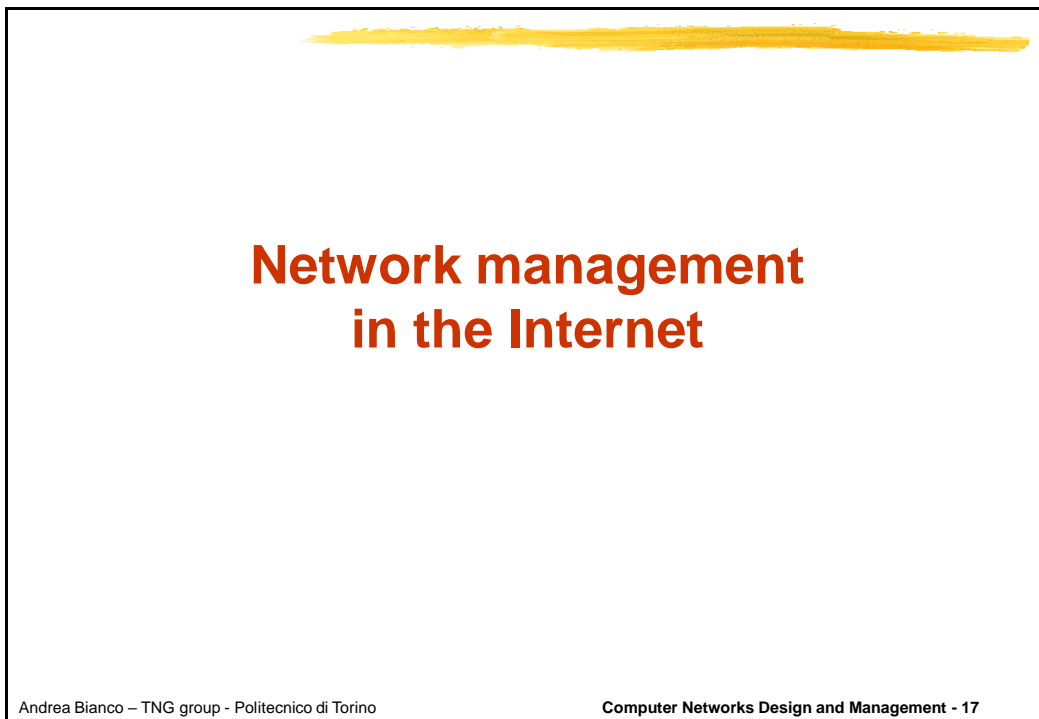 Network management
in the Internet
Andrea Bianco – TNG group - Politecnico di Torino
Computer Networks Design and Management - 17